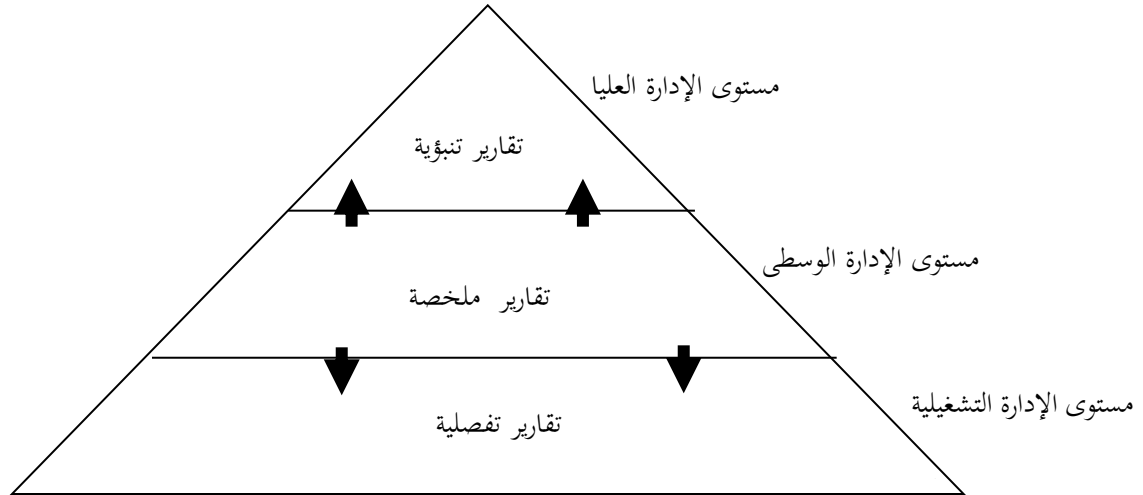 مستوى الإدارة العليا
تقارير تنبؤية
مستوى الإدارة الوسطى
تقارير ملخصة
مستوى الإدارة التشغيلية
تقارير تفصلية